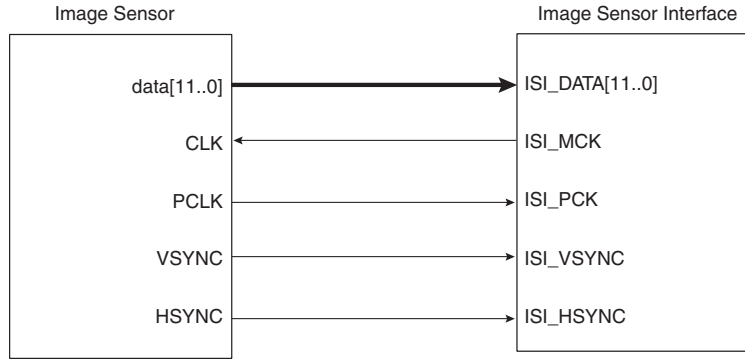 Image Sensor
Image Sensor Interface
data[11..0]
ISI_DATA[11..0]
CLK
ISI_MCK
PCLK
ISI_PCK
VSYNC
ISI_VSYNC
HSYNC
ISI_HSYNC